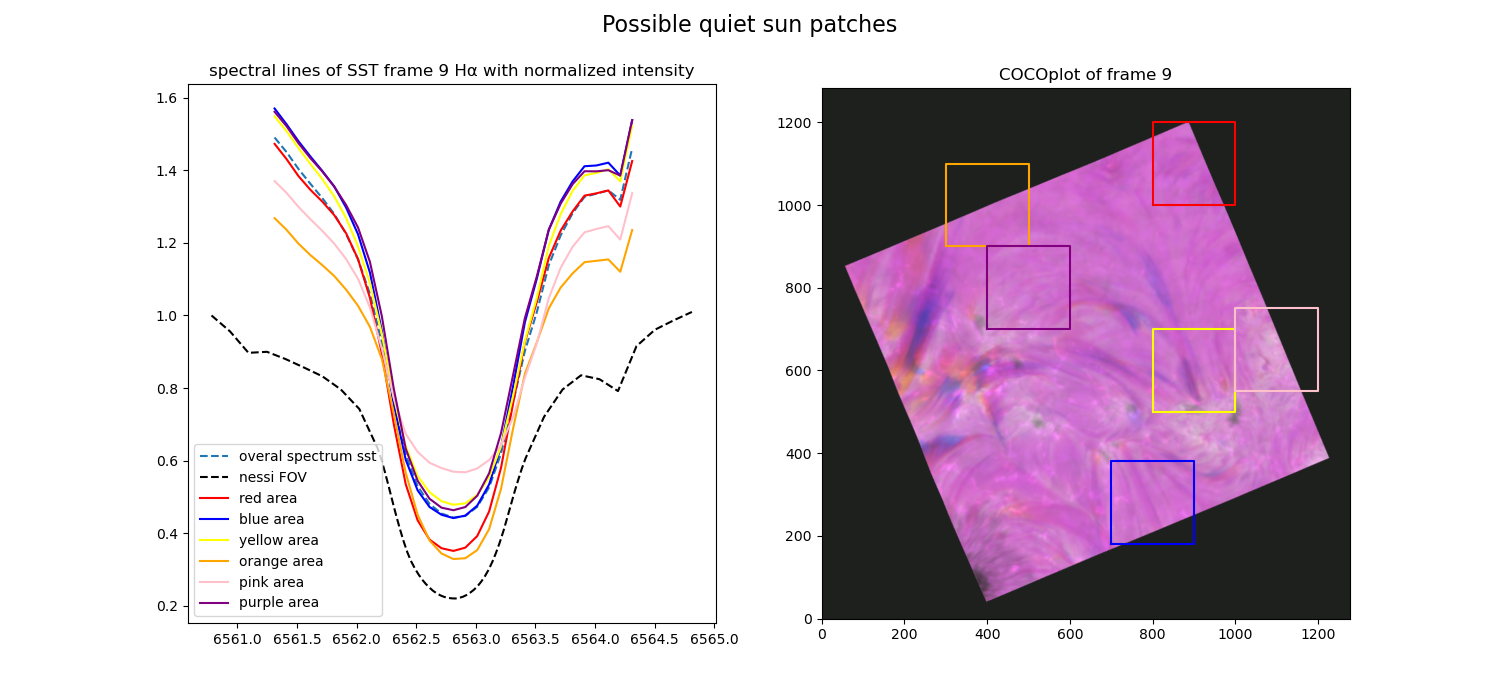 Possible quiet sun patches
spectral lines of SST frame 9 Hα with normalized intensity
1.6
1.4
1.2
1.0
0.8
0.6
0.4
0.2
overal spectrum sst
nessi FOV
red area
blue area
yellow area
orange area
pink area
purple area
6561.0 6561.5 6562.0 6562.5 6563.0 6563.5 6564.0 6564.5 6565.0
COCOplot of frame 9
1200
1000
800
600
400
200
0
0 200 400 600 800 1000 1200